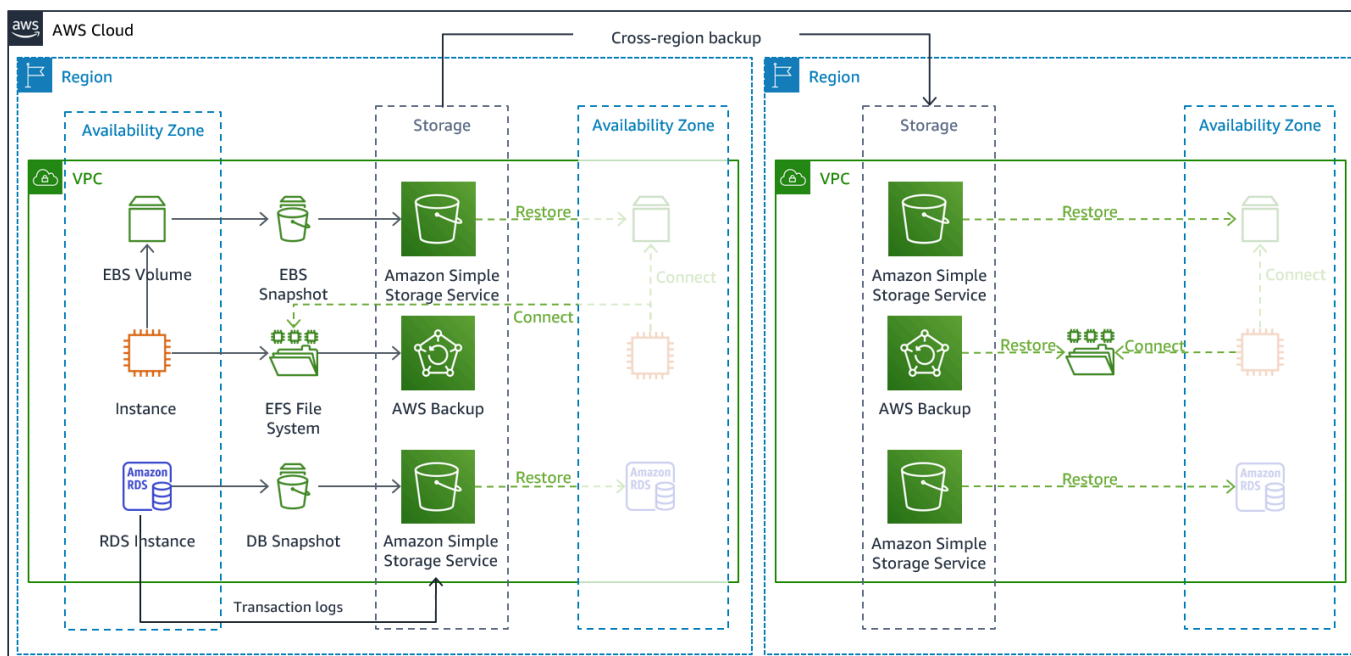 aws
AWS Cloud
Cross-region backup
Region
Region
Availability Zone
Storage
Availability Zone
Storage
Availability Zone
VPC
VPC
Restore
Restore
EBS Volume
EBS
Snapshot
Amazon Simple
Storage Service
Connect
Amazon Simple
Storage Service
Connect
Connect
Restore
Connect
Instance
EFS File
System
AWS Backup
AWS Backup
Amazon
RDS
Restore
Amazon
RDS
Restore
Amazon
RDS
RDS Instance
DB Snapshot
Amazon Simple
Storage Service
Amazon Simple
Storage Service
Transaction logs